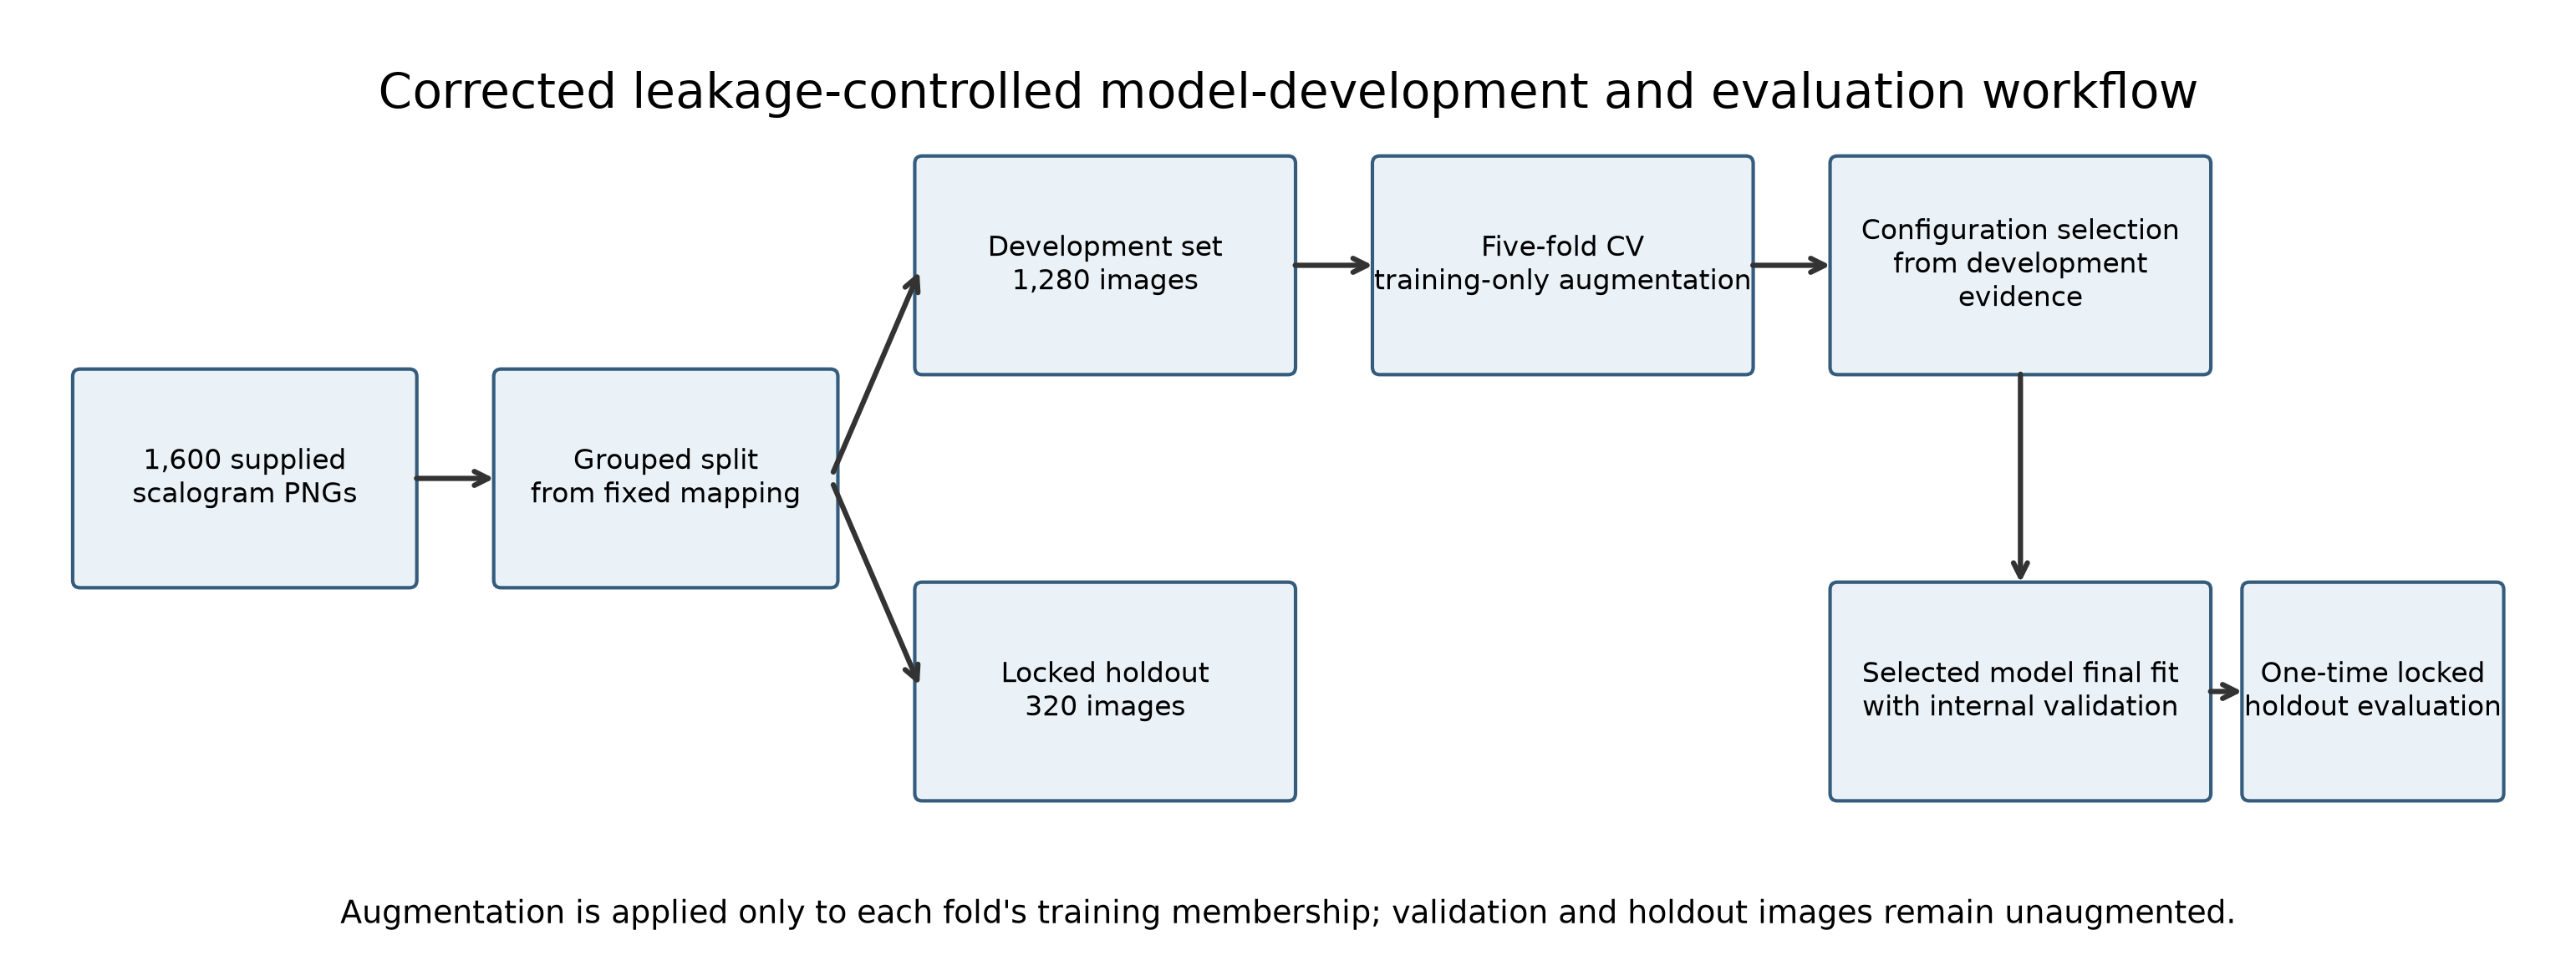 Corrected leakage-controlled model-development and evaluation workflow
1,600 supplied
scalogram PNGs
Grouped split
from fixed mapping
Development set
1,280 images
Five-fold CV
training-only augmentation
Configuration selection
from development
evidence
Locked holdout
320 images
Selected model final fit
with internal validation
One-time locked
holdout evaluation
Augmentation is applied only to each fold's training membership; validation and holdout images remain unaugmented.